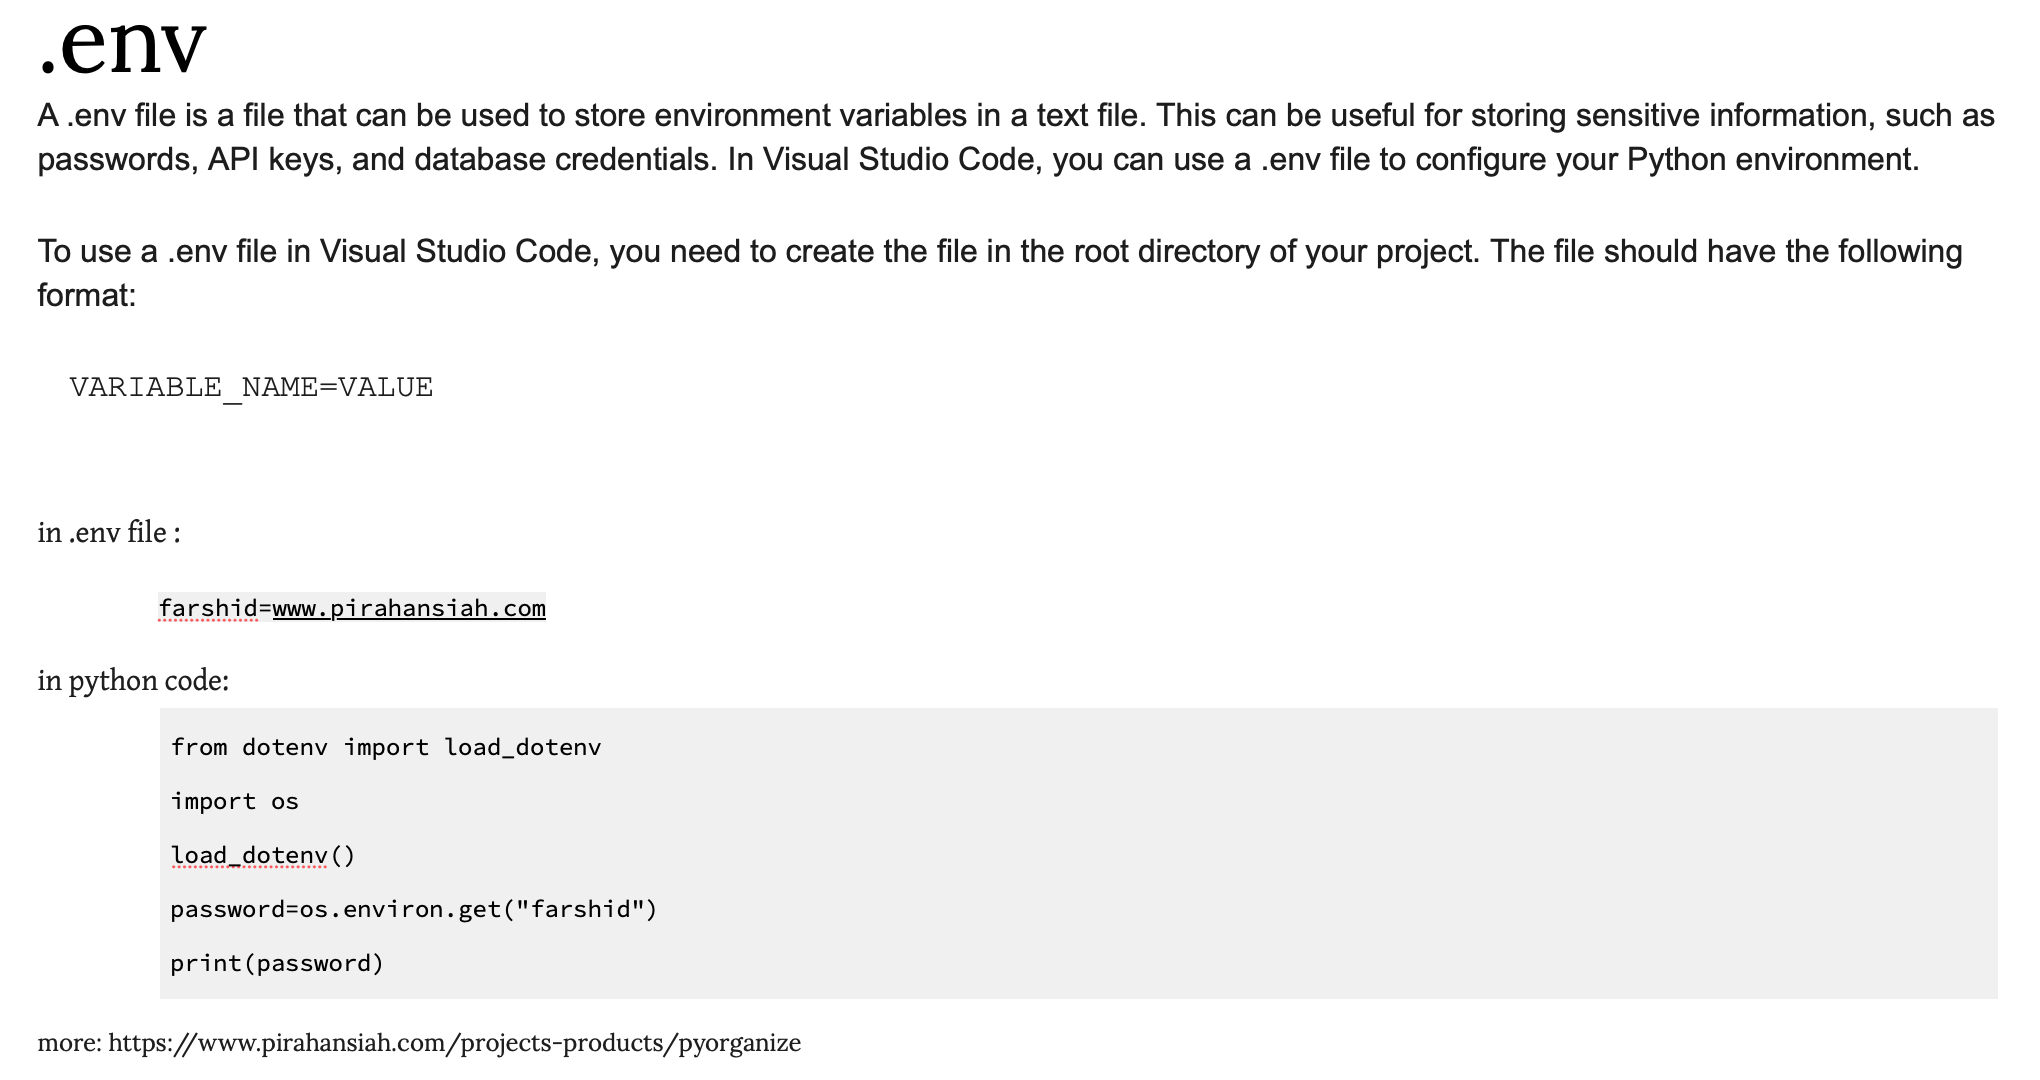 .env
A .env file is a file that can be used to store environment variables in a text file. This can be useful for storing sensitive information, such as
passwords, API keys, and database credentials. In Visual Studio Code, you can use a .env file to configure your Python environment.
To use a .env file in Visual Studio Code, you need to create the file in the root directory of your project. The file should have the following
format:
VARIABLE_NAME=VALUE
in .env file :
farshid=www.pirahansiah.com
in python code:
from dotenv import load_dotenv
import os
load_dotenv()
password=os.environ.get("farshid")
print(password)
more: https://www.pirahansiah.com/projects-products/pyorganize